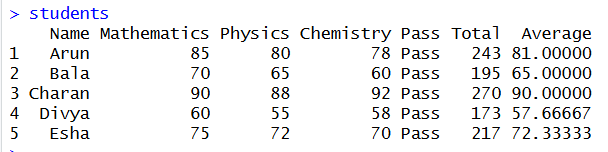 > students
Name Mathematics Physics Chemistry Pass Total Average
1 Arun 85 80 78 Pass 243 81.00000
2 Bala 70 65 60 Pass 195 65.00000
3 Charan 90 88 92 Pass 270 90.00000
4 Divya 60 55 58 Pass 173 57.66667
5 Esha 75 72 70 Pass 217 72.33333
>